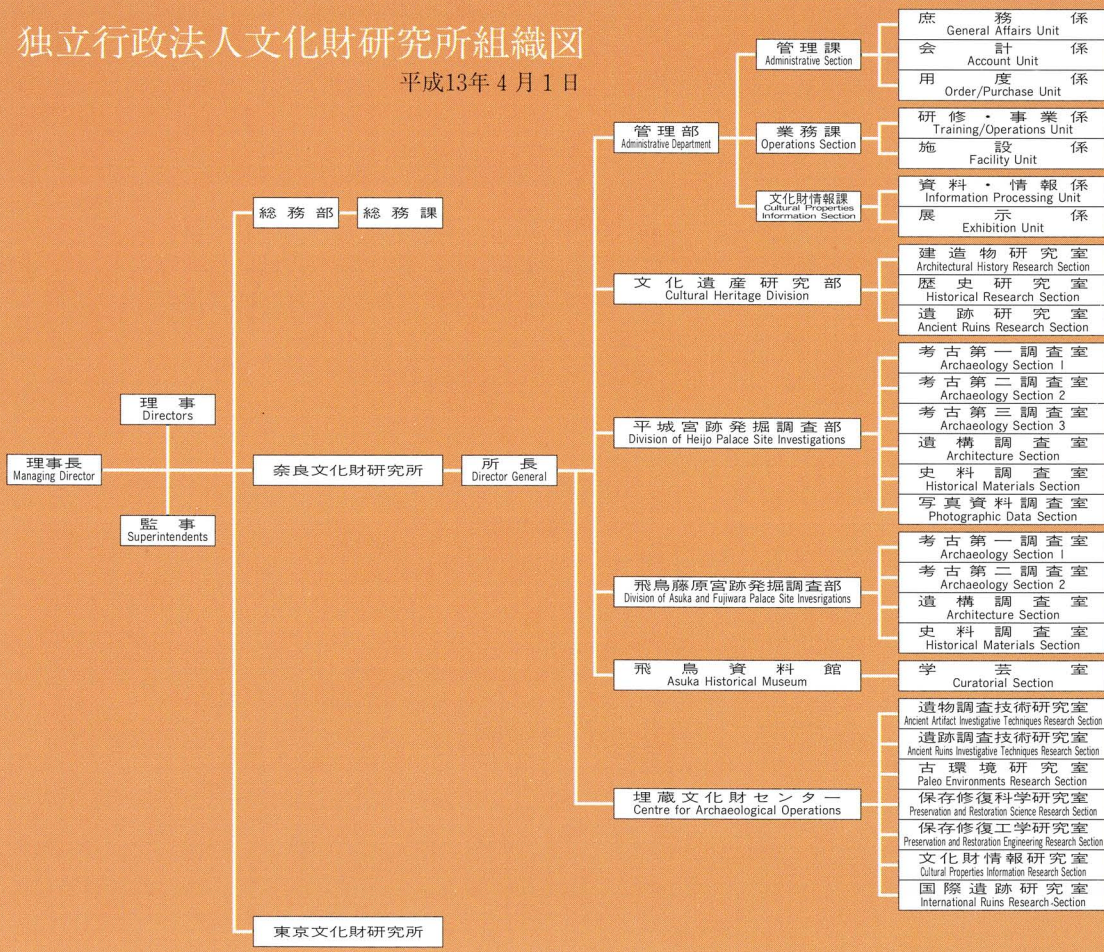 独立行政法人文化財研究所組織図
平成13年4月1日
理事長
Managing Director
理事
Directors
監事
Superintendents
総務部
総務課
奈良文化財研究所
所長
Director General
東京文化財研究所
管理部
Administrative Department
管理課
Administrative Section
庶務係
General Affairs Unit
会計係
Account Unit
用度係
Order/Purchase Unit
業務課
Operations Section
研修・事業係
Training/Operations Unit
施設係
Facility Unit
文化財情報課
Cultural Properties
Information Section
資料・情報係
Information Processing Unit
展示係
Exhibition Unit
文化遺産研究部
Cultural Heritage Division
建造物研究室
Architectural History Research Section
歴史研究室
Historical Research Section
遺跡研究室
Ancient Ruins Research Section
平城宮跡発掘調査部
Division of Heijo Palace Site Investigations
考古第一調査室
Archaeology Section 1
考古第二調査室
Archaeology Section 2
考古第三調査室
Archaeology Section 3
遺構調査室
Architecture Section
史料調査室
Historical Materials Section
写真資料調査室
Photographic Data Section
飛鳥藤原宮跡発掘調査部
Division of Asuka and Fujiwara Palace Site Invesrigations
考古第一調査室
Archaeology Section 1
考古第二調査室
Archaeology Section 2
遺構調査室
Architecture Section
史料調査室
Historical Materials Section
飛鳥資料館
Asuka Historical Museum
学芸室
Curatorial Section
埋蔵文化財センター
Centre for Archaeological Operations
遺物調査技術研究室
Ancient Artifact Investigative Techniques Research Section
遺跡調査技術研究室
Ancient Ruins Investigative Techniques Research Section
古環境研究室
Paleo Environments Research Section
保存修復科学研究室
Preservation and Restoration Science Research Section
保存修復工学研究室
Preservation and Restoration Engineering Research Section
文化財情報研究室
Cultural Properties Information Research Section
国際遺跡研究室
International Ruins Research Section